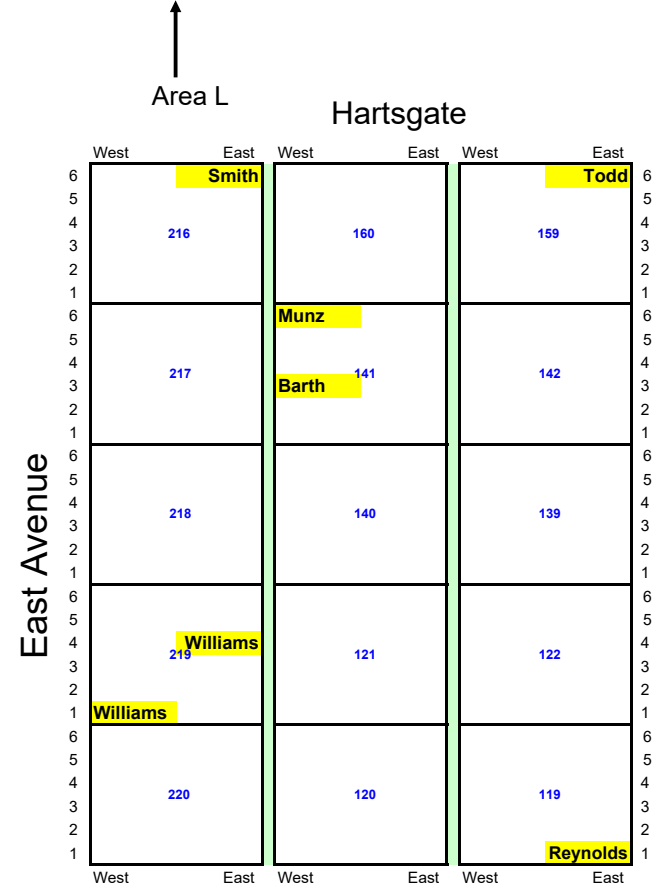 Area L
Hartsgate
West East West East West East
6 Smith Todd 6
5 5
4 216 160 159 4
3 3
2 2
1 1
6 Munz 6
5 5
4 217 141 142 4
3 Barth 3
2 2
1 1
6 6
5 5
4 218 140 139 4
3 3
2 2
1 1
6 6
5 5
4 Williams 4
219 121 122
3 3
2 2
1 Williams 1
6 6
5 5
4 220 120 119 4
3 3
2 2
1 Reynolds 1
West East West East West East
East Avenue